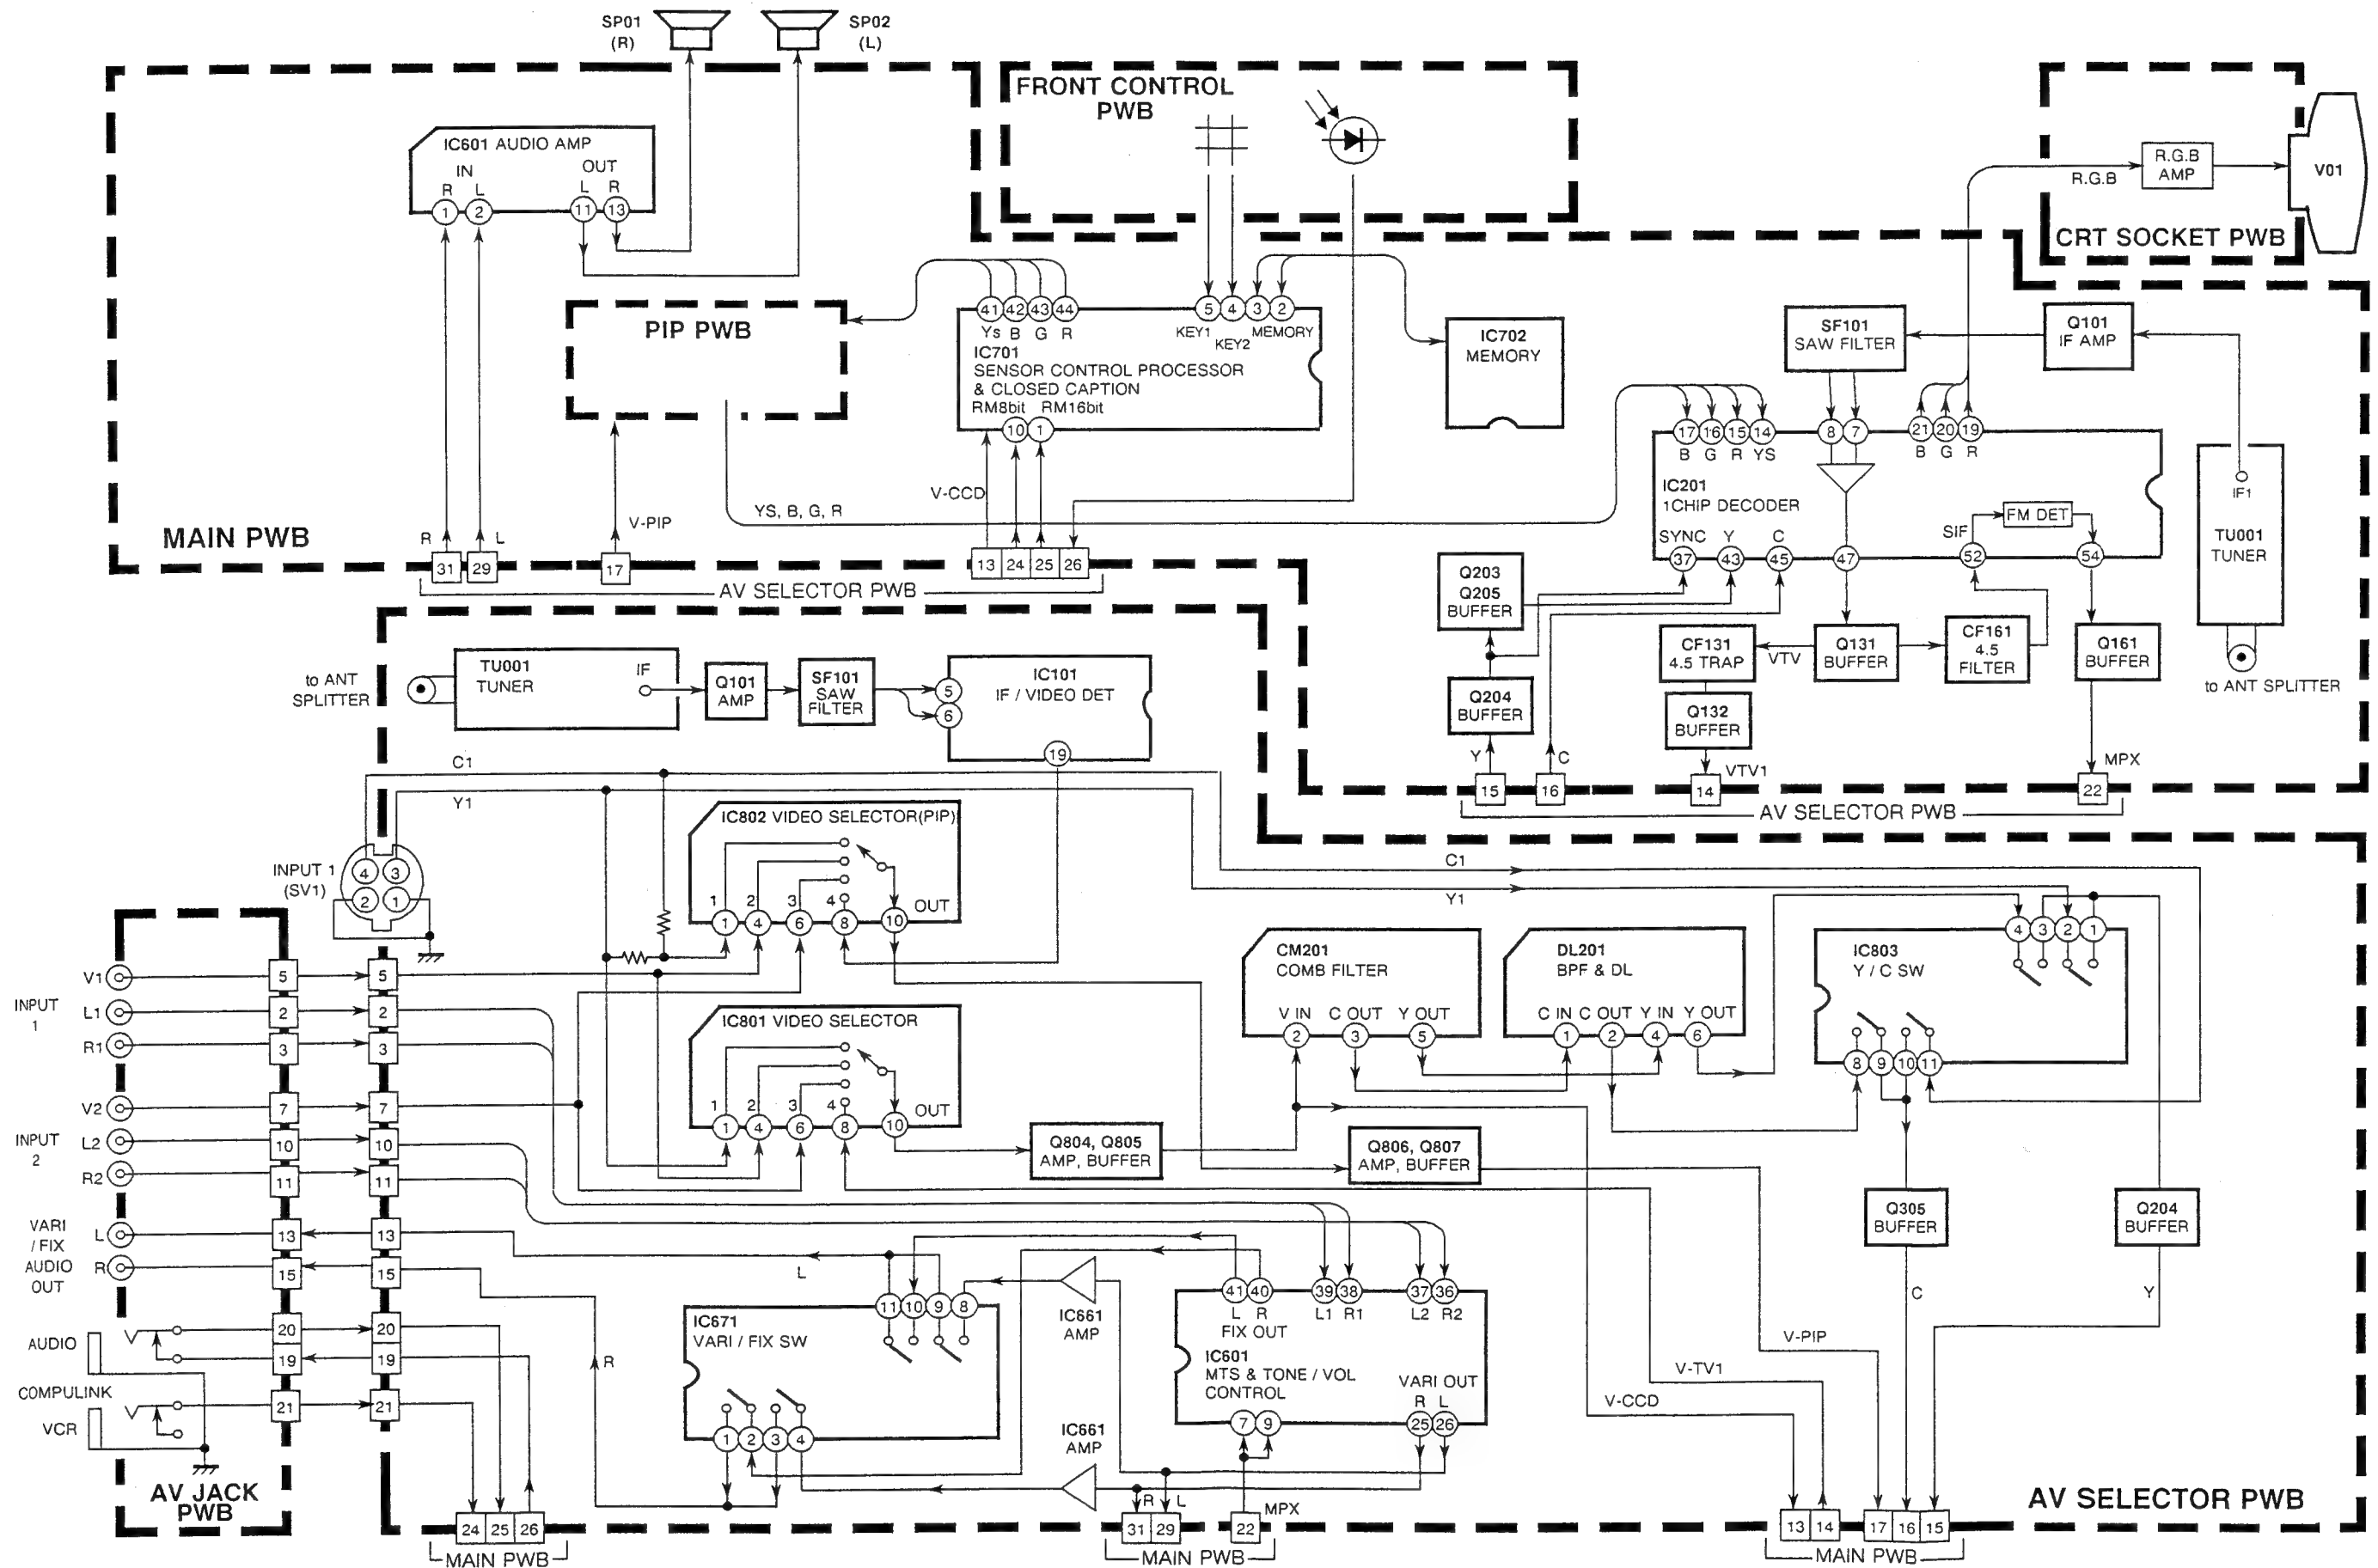 SP01
(R)
SP02
(L)
FRONT CONTROL
PWB
IC601 AUDIO AMP
IN
OUT
R L
L R
1 2
11 13
R.G.B
R.G.B
AMP
V01
CRT SOCKET PWB
PIP PWB
41 42 43 44
Ys B G R
5 4 3 2
KEY1
KEY2
MEMORY
IC701
SENSOR CONTROL PROCESSOR
& CLOSED CAPTION
RM8bit RM16bit
10 1
IC702
MEMORY
SF101
SAW FILTER
Q101
IF AMP
17 16 15 14
B G R YS
8 7
21 20 19
B G R
IC201
1CHIP DECODER
FM DET
SIF
SYNC Y C
37 43 45 47 52 54
IF1
TU001
TUNER
V-CCD
YS, B, G, R
V-PIP
MAIN PWB
R
L
31 29
17
13 24 25 26
AV SELECTOR PWB
Q203
Q205
BUFFER
CF131
4.5 TRAP
VTV
Q131
BUFFER
CF161
4.5
FILTER
Q161
BUFFER
to ANT SPLITTER
Q204
BUFFER
Q132
BUFFER
Y
C
VTV1
MPX
15 16
14
22
AV SELECTOR PWB
to ANT
SPLITTER
TU001
TUNER
IF
Q101
AMP
SF101
SAW
FILTER
5
6
IC101
IF / VIDEO DET
19
C1
Y1
IC802 VIDEO SELECTOR(PIP)
1 2 3 4
OUT
1 4 6 8 10
INPUT 1
(SV1)
4 3
2 1
C1
Y1
IC801 VIDEO SELECTOR
1 2 3 4
OUT
1 4 6 8 10
CM201
COMB FILTER
V IN C OUT Y OUT
2 3 5
DL201
BPF & DL
C IN C OUT Y IN Y OUT
1 2 4 6
4 3 2 1
IC803
Y / C SW
8 9 10 11
V1
5
5
INPUT
1
L1
2
2
R1
3
3
V2
7
7
INPUT
2
L2
10
10
R2
11
11
VARI
/ FIX
AUDIO
OUT
L
13
13
R
15
15
AUDIO
20
20
19
19
COMPULINK
21
21
VCR
AV JACK
PWB
Q804, Q805
AMP, BUFFER
Q806, Q807
AMP, BUFFER
Q305
BUFFER
Q204
BUFFER
C
Y
L
R
11 10 9 8
IC671
VARI / FIX SW
1 2 3 4
IC661
AMP
IC661
AMP
41 40
L R
FIX OUT
39 38
L1 R1
37 36
L2 R2
IC601
MTS & TONE / VOL
CONTROL
VARI OUT
R L
7 9
25 26
V-PIP
V-TV1
V-CCD
R
L
MPX
24 25 26
MAIN PWB
31 29
22
MAIN PWB
13 14
17 16 15
MAIN PWB
AV SELECTOR PWB